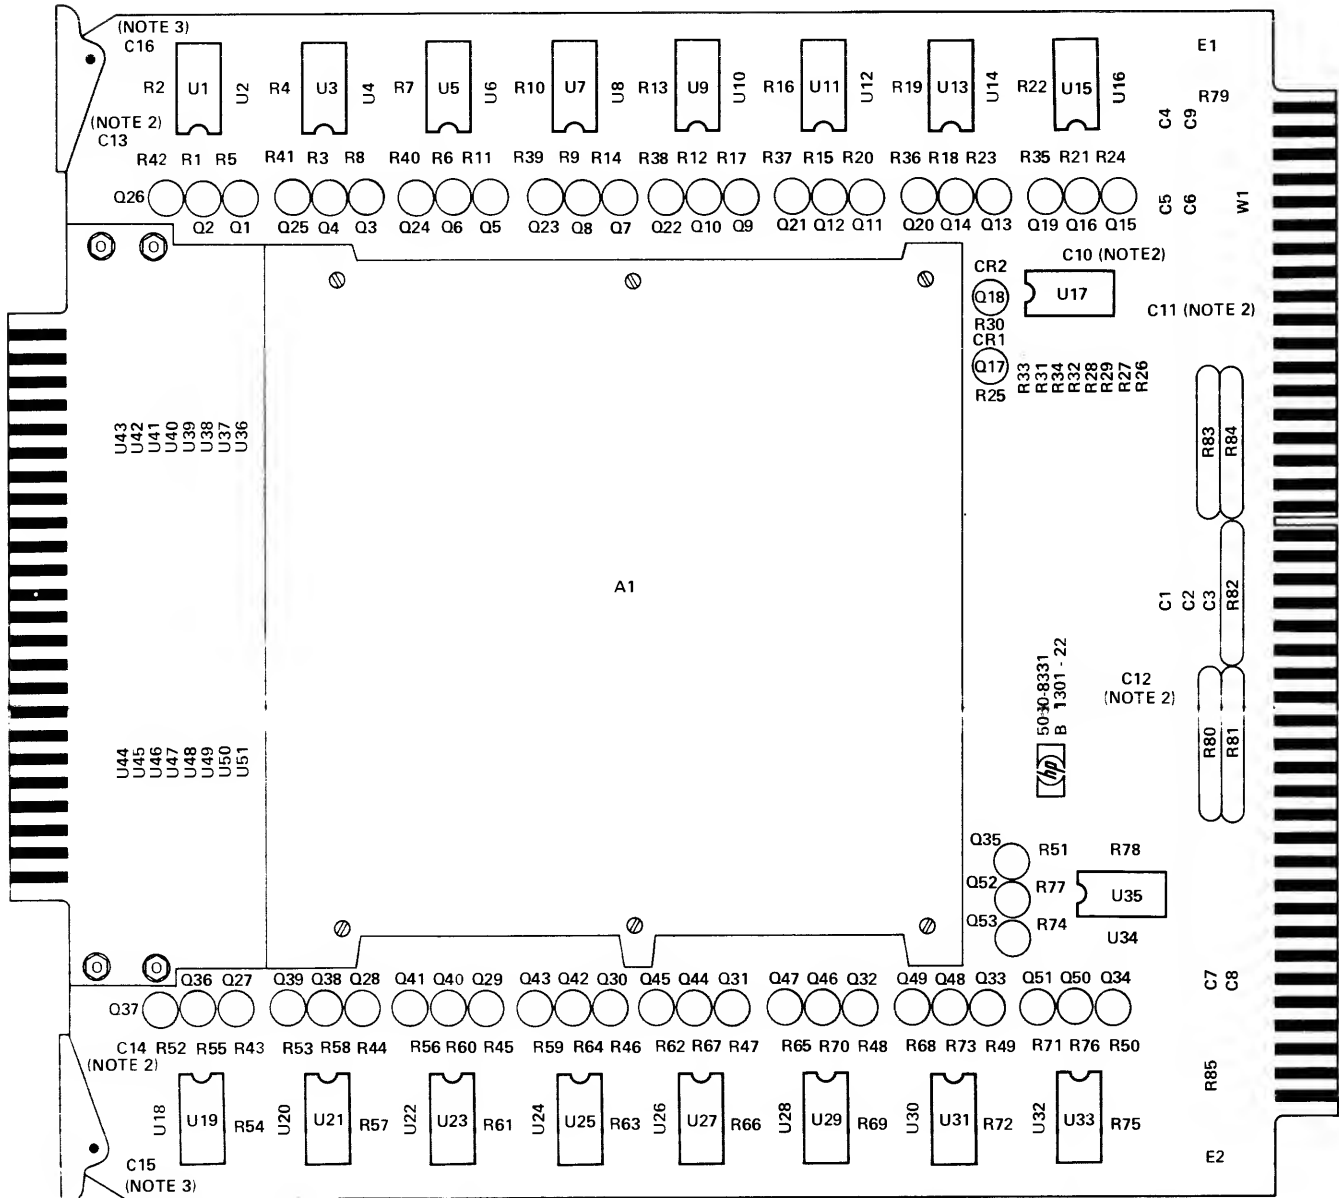 (NOTE 3)
C16
E1
R2 U1 U2 R4 U3 U4 R7 U5 U6 R10 U7 U8 R13 U9 U10 R16 U11 U12 R19 U13 U14 R22 U15 U16
R79
C4 C9
(NOTE 2)
C13
R42 R1 R5 R41 R3 R8 R40 R6 R11 R39 R9 R14 R38 R12 R17 R37 R15 R20 R36 R18 R23 R35 R21 R24
Q26
C5 C6 W1
Q2 Q1 Q25 Q4 Q3 Q24 Q6 Q5 Q23 Q8 Q7 Q22 Q10 Q9 Q21 Q12 Q11 Q20 Q14 Q13 Q19 Q16 Q15
C10 (NOTE2)
CR2
Q18 U17
C11 (NOTE 2)
R30
CR1
Q17
R33 R31 R34 R32 R28 R29 R27 R26
R25
U43 U42 U41 U40 U39 U38 U37 U36
R83 R84
A1
C1 C2 C3 R82
5030-8331
B 1301 - 22
C12
(NOTE 2)
U44 U45 U46 U47 U48 U49 U50 U51
hp
R80 R81
Q35 R51 R78
Q52 R77 U35
Q53 R74
U34
Q36 Q27 Q39 Q38 Q28 Q41 Q40 Q29 Q43 Q42 Q30 Q45 Q44 Q31 Q47 Q46 Q32 Q49 Q48 Q33 Q51 Q50 Q34
C7 C8
Q37
C14 R52 R55 R43 R53 R58 R44 R56 R60 R45 R59 R64 R46 R62 R67 R47 R65 R70 R48 R68 R73 R49 R71 R76 R50
(NOTE 2)
R85
U18 U19 R54 U20 U21 R57 U22 U23 R61 U24 U25 R63 U26 U27 R66 U28 U29 R69 U30 U31 R72 U32 U33 R75
E2
C15
(NOTE 3)